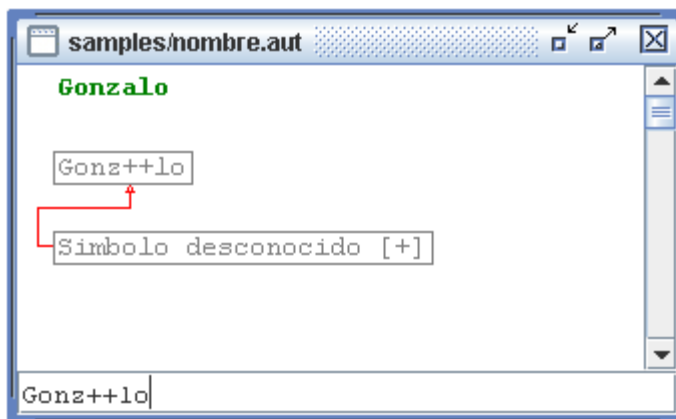 samples/nombre.aut
Gonzalo
Gonz++lo
Simbolo desconocido [+]
Gonz++lo